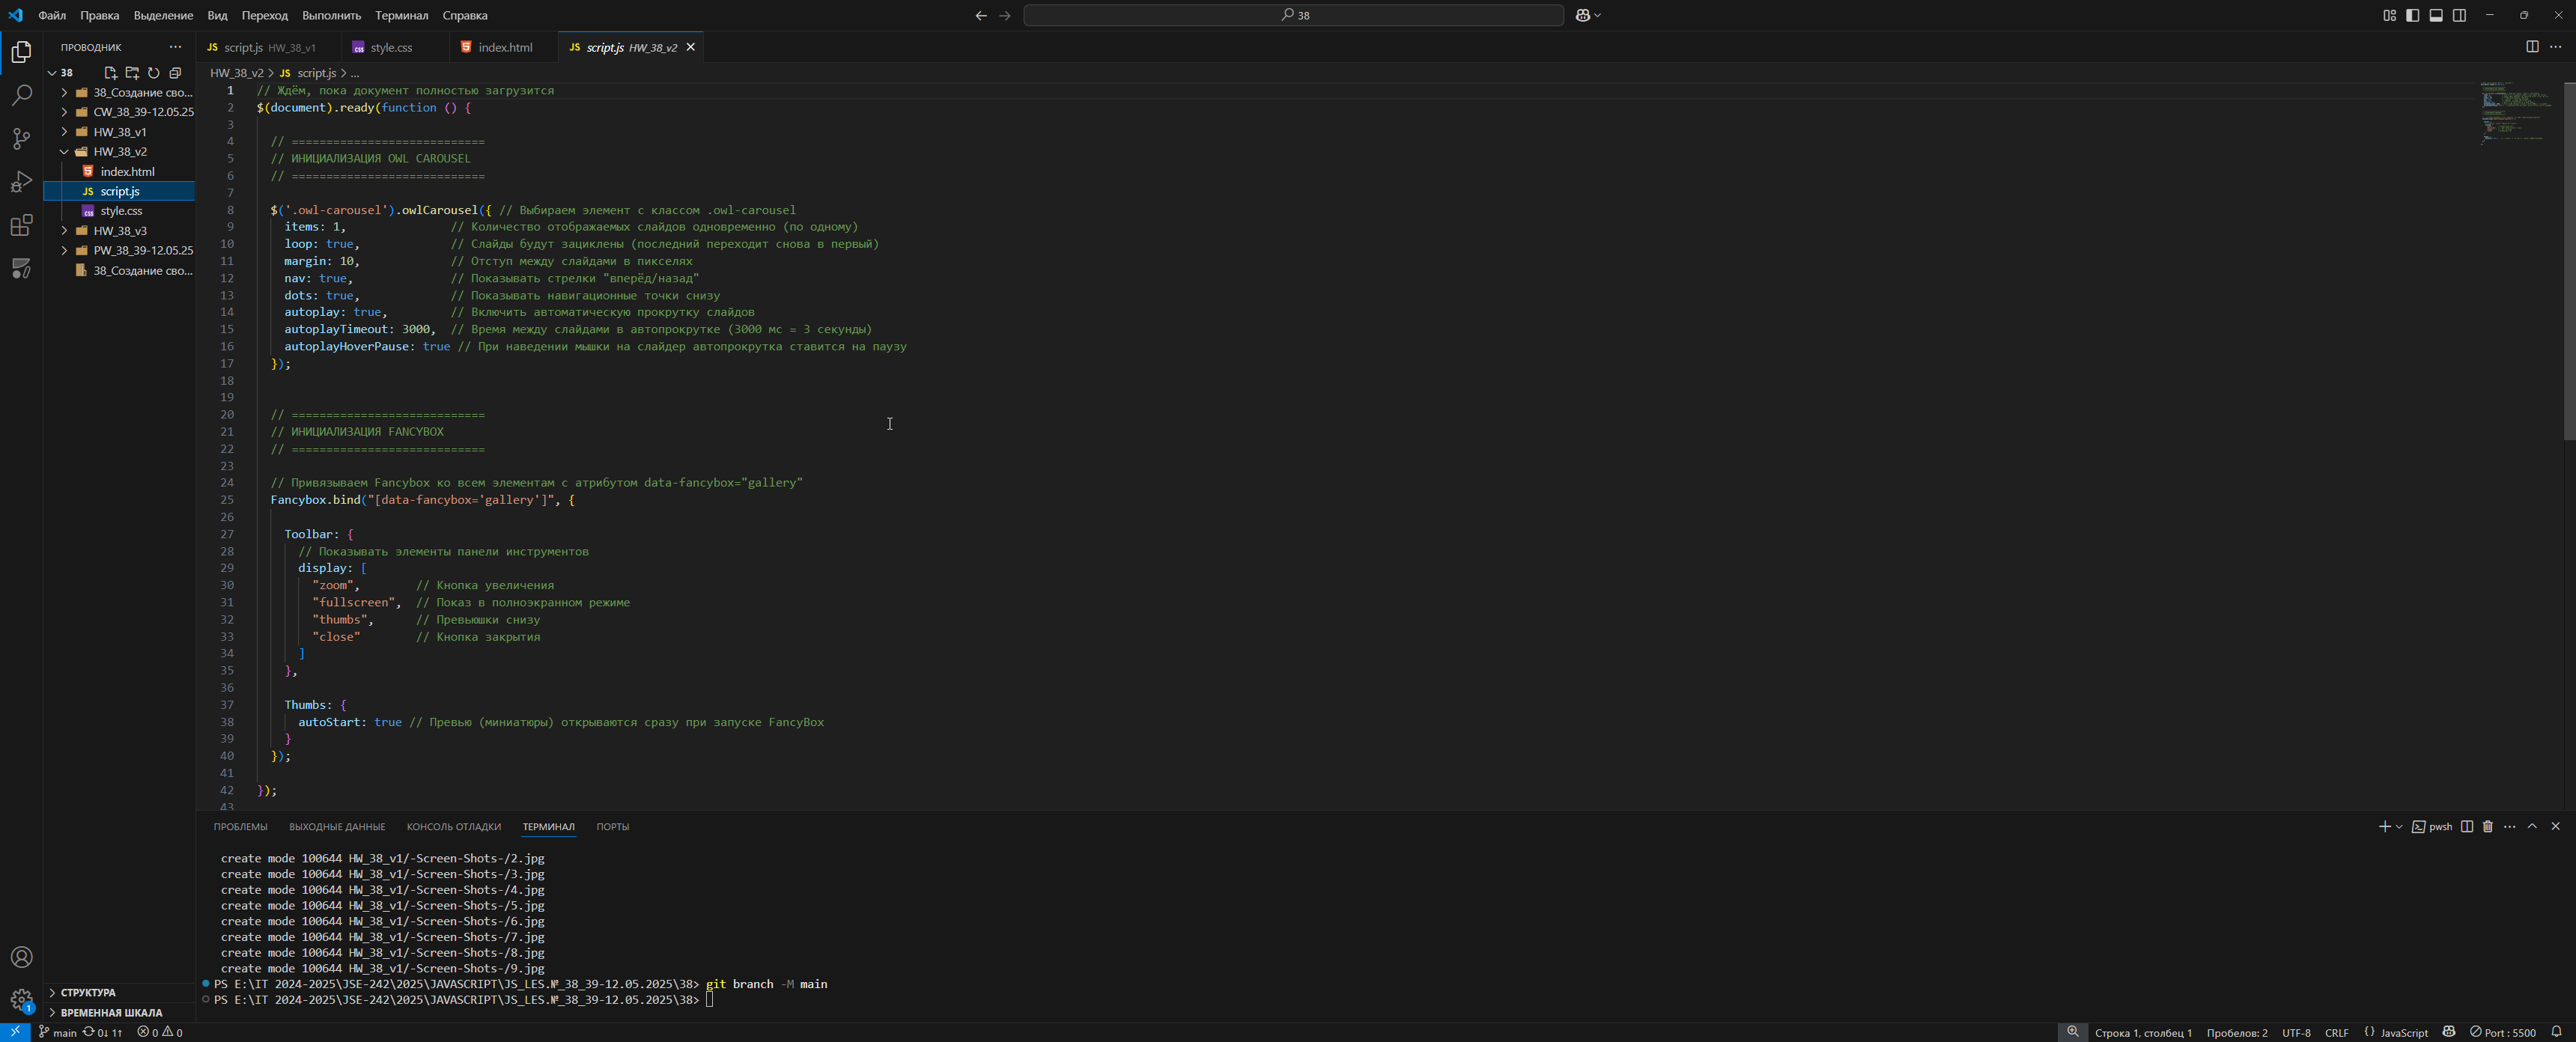 Файл Правка Выделение Вид Переход Выполнить Терминал Справка
38
ПРОВОДНИК
38
38_Создание сво...
CW_38_39-12.05.25
HW_38_v1
HW_38_v2
index.html
JS script.js
style.css
HW_38_v3
PW_38_39-12.05.25
38_Создание сво...
СТРУКТУРА
ВРЕМЕННАЯ ШКАЛА
JS script.js HW_38_v1
style.css
index.html
JS script.js HW_38_v2
HW_38_v2 > JS script.js > ...
1 // Ждём, пока документ полностью загрузится
2 $(document).ready(function () {
3
4 // ============================
5 // ИНИЦИАЛИЗАЦИЯ OWL CAROUSEL
6 // ============================
7
8 $('.owl-carousel').owlCarousel({ // Выбираем элемент с классом .owl-carousel
9 items: 1, // Количество отображаемых слайдов одновременно (по одному)
10 loop: true, // Слайды будут зациклены (последний переходит снова в первый)
11 margin: 10, // Отступ между слайдами в пикселях
12 nav: true, // Показывать стрелки "вперёд/назад"
13 dots: true, // Показывать навигационные точки снизу
14 autoplay: true, // Включить автоматическую прокрутку слайдов
15 autoplayTimeout: 3000, // Время между слайдами в автопрокрутке (3000 мс = 3 секунды)
16 autoplayHoverPause: true // При наведении мышки на слайдер автопрокрутка ставится на паузу
17 });
18
19
20 // ============================
21 // ИНИЦИАЛИЗАЦИЯ FANCYBOX
22 // ============================
23
24 // Привязываем Fancybox ко всем элементам с атрибутом data-fancybox="gallery"
25 Fancybox.bind("[data-fancybox='gallery']", {
26
27 Toolbar: {
28 // Показывать элементы панели инструментов
29 display: [
30 "zoom", // Кнопка увеличения
31 "fullscreen", // Показ в полноэкранном режиме
32 "thumbs", // Превьюшки снизу
33 "close" // Кнопка закрытия
34 ]
35 },
36
37 Thumbs: {
38 autoStart: true // Превью (миниатюры) открываются сразу при запуске FancyBox
39 }
40 });
41
42 });
43
ПРОБЛЕМЫ ВЫХОДНЫЕ ДАННЫЕ КОНСОЛЬ ОТЛАДКИ ТЕРМИНАЛ ПОРТЫ
pwsh
create mode 100644 HW_38_v1/-Screen-Shots-/2.jpg
create mode 100644 HW_38_v1/-Screen-Shots-/3.jpg
create mode 100644 HW_38_v1/-Screen-Shots-/4.jpg
create mode 100644 HW_38_v1/-Screen-Shots-/5.jpg
create mode 100644 HW_38_v1/-Screen-Shots-/6.jpg
create mode 100644 HW_38_v1/-Screen-Shots-/7.jpg
create mode 100644 HW_38_v1/-Screen-Shots-/8.jpg
create mode 100644 HW_38_v1/-Screen-Shots-/9.jpg
PS E:\IT 2024-2025\JSE-242\2025\JAVASCRIPT\JS_LES.№_38_39-12.05.2025\38> git branch -M main
PS E:\IT 2024-2025\JSE-242\2025\JAVASCRIPT\JS_LES.№_38_39-12.05.2025\38>
1
main 0↓ 1↑ 0 0
Строка 1, столбец 1 Пробелов: 2 UTF-8 CRLF {} JavaScript Port : 5500